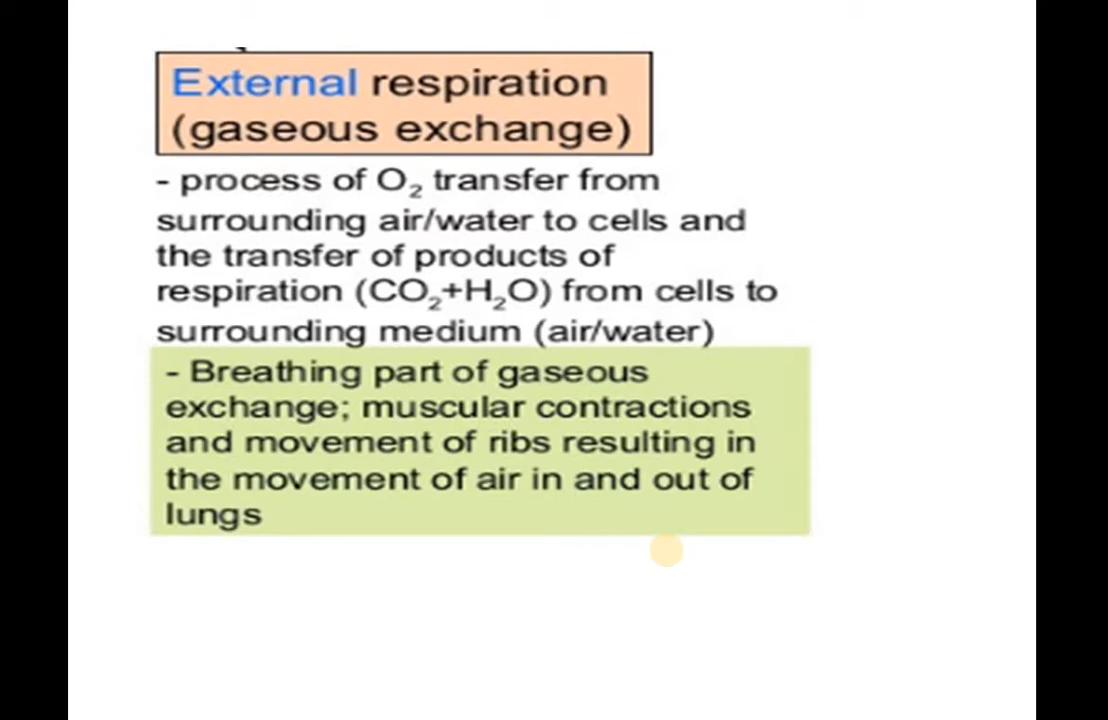 External respiration
(gaseous exchange)
- process of O₂ transfer from
surrounding air/water to cells and
the transfer of products of
respiration (CO₂+H₂O) from cells to
surrounding medium (air/water)
- Breathing part of gaseous
exchange; muscular contractions
and movement of ribs resulting in
the movement of air in and out of
lungs